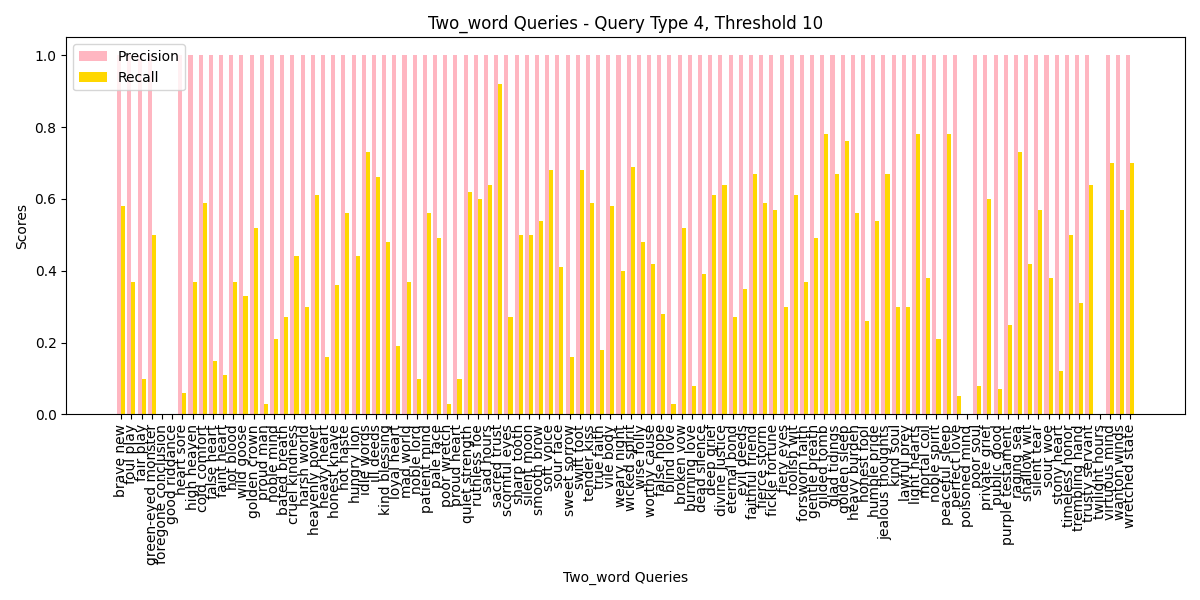 Two_word Queries - Query Type 4, Threshold 10
Precision
Recall
Scores
1.0
0.8
0.6
0.4
0.2
0.0
brave new
foul play
fair play
green-eyed monster
foregone conclusion
good riddance
heart sore
high heaven
cold comfort
false heart
faint heart
hot blood
wild goose
golden crown
proud man
noble mind
bated breath
cruel kindness
harsh world
heavenly power
heavy heart
honest knave
hot haste
hungry lion
idle words
ill deeds
kind blessing
loyal heart
mad world
noble lord
patient mind
pale face
poor wretch
proud heart
quiet strength
ruthless foe
sad hours
sacred trust
scornful eyes
sharp tooth
silent moon
smooth brow
soft voice
sour face
sweet sorrow
swift foot
tender kiss
true faith
vile body
weary night
wicked spirit
wise folly
worthy cause
last hope
blind love
broken vow
burning love
dead silence
deep grief
divine justice
eternal bond
evil deeds
faithful friend
fierce storm
fickle fortune
fiery eyes
foolish wit
forsworn faith
gentle breath
gilded tomb
glad tidings
golden sleep
heavy burden
honest fool
humble pride
jealous thoughts
kind souls
lawful prey
light hearts
mortal coil
noble spirit
peaceful sleep
perfect love
poisoned mind
poor soul
private grief
public good
purple testament
raging sea
shallow wit
silent tear
sour woe
stony heart
timeless honor
trembling hand
trusty servant
twilight hours
virtuous mind
wanton wind
wretched state
Two_word Queries